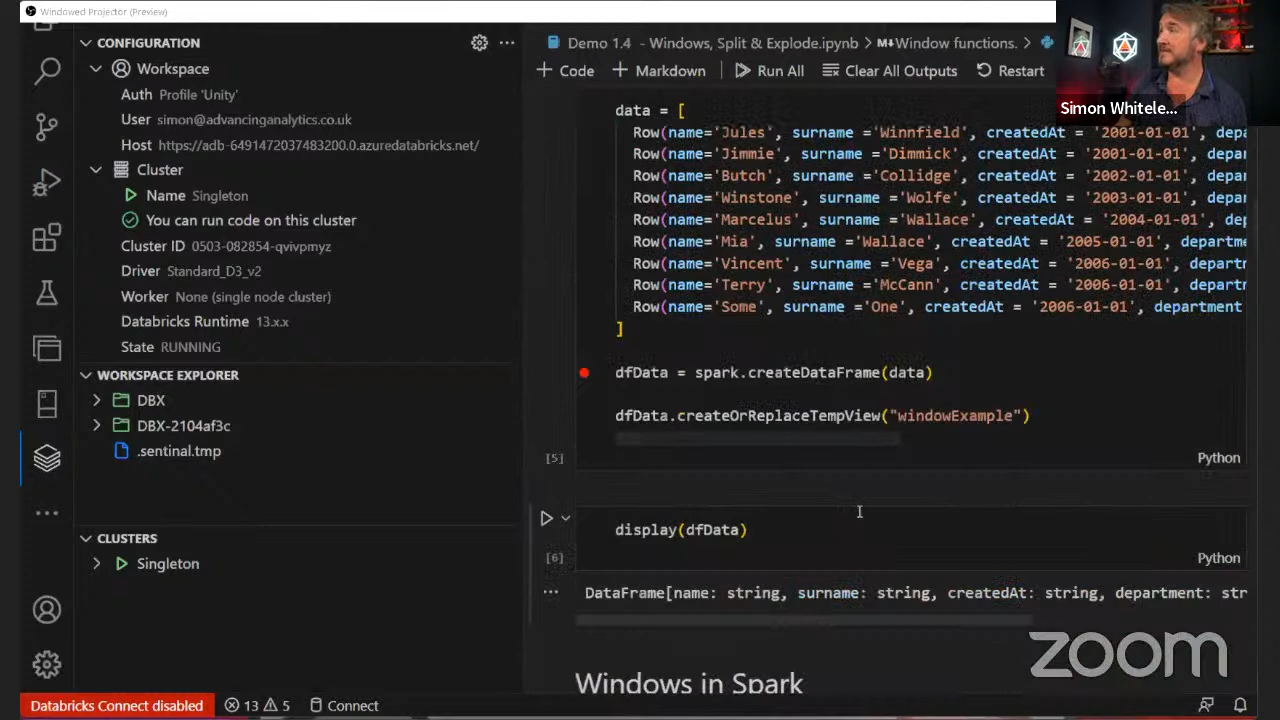 Windowed Projector (Preview)
CONFIGURATION
Workspace
Auth Profile 'Unity'
User simon@advancinganalytics.co.uk
Host https://adb-6491472037483200.0.azuredatabricks.net/
Cluster
Name Singleton
You can run code on this cluster
Cluster ID 0503-082854-qvivpmyz
Driver Standard_D3_v2
Worker None (single node cluster)
Databricks Runtime 13.x.x
State RUNNING
WORKSPACE EXPLORER
DBX
DBX-2104af3c
.sentinal.tmp
CLUSTERS
Singleton
Databricks Connect disabled
13 5
Connect
Demo 1.4 - Windows, Split & Explode.ipynb > M↓Window functions. >
+ Code + Markdown Run All Clear All Outputs Restart
Simon Whitele...
data = [
Row(name='Jules', surname ='Winnfield', createdAt = '2001-01-01', depa
Row(name='Jimmie', surname ='Dimmick', createdAt = '2001-01-01', depar
Row(name='Butch', surname ='Collidge', createdAt = '2002-01-01', depar
Row(name='Winstone', surname ='Wolfe', createdAt = '2003-01-01', depar
Row(name='Marcelus', surname ='Wallace', createdAt = '2004-01-01', de
Row(name='Mia', surname ='Wallace', createdAt = '2005-01-01', departme
Row(name='Vincent', surname ='Vega', createdAt = '2006-01-01', departm
Row(name='Terry', surname ='McCann', createdAt = '2006-01-01', departm
Row(name='Some', surname ='One', createdAt = '2006-01-01', department
]
dfData = spark.createDataFrame(data)
dfData.createOrReplaceTempView("windowExample")
[5] Python
display(dfData)
[6] Python
... DataFrame[name: string, surname: string, createdAt: string, department: str
Windows in Spark
zoom